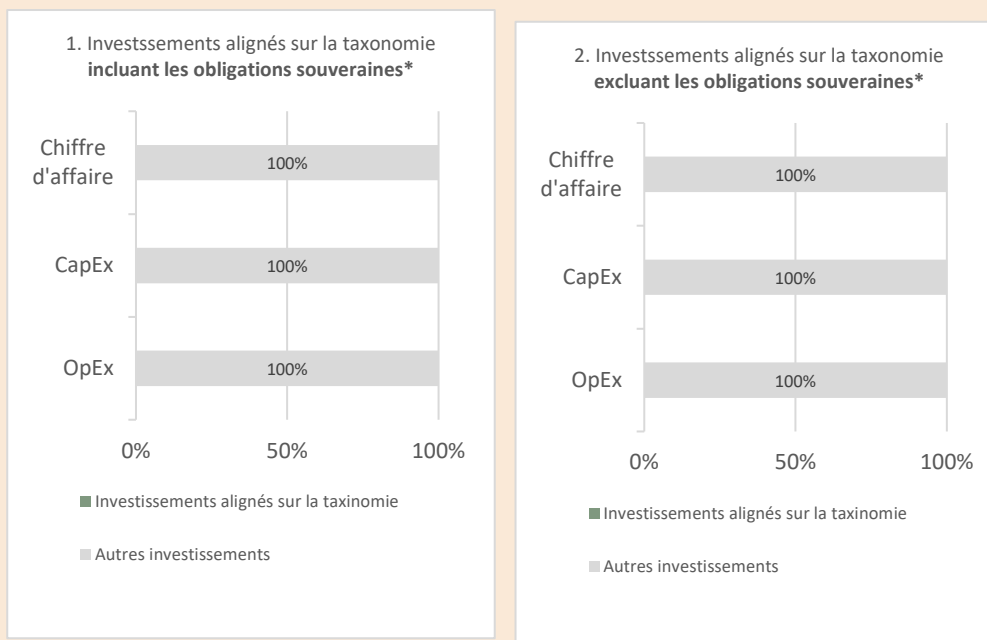 1. Investssements alignés sur la taxonomie
incluant les obligations souveraines*
Chiffre
d'affaire
100%
CapEx
100%
OpEx
100%
0%
50%
100%
Investissements alignés sur la taxinomie
Autres investissements
2. Investssements alignés sur la taxonomie
excluant les obligations souveraines*
Chiffre
d'affaire
100%
CapEx
100%
OpEx
100%
0%
50%
100%
Investissements alignés sur la taxinomie
Autres investissements